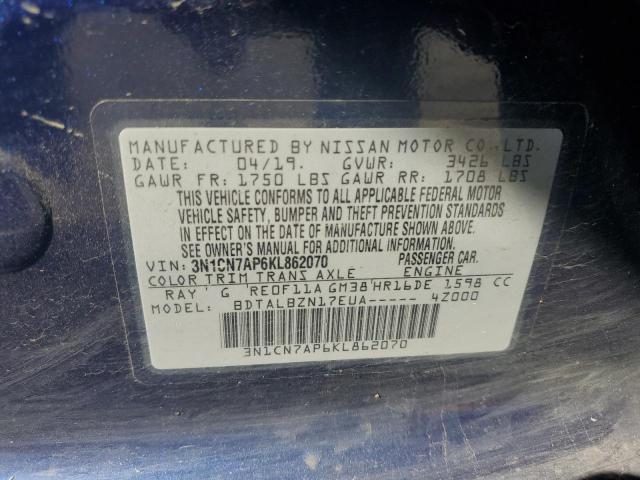 MANUFACTURED BY NISSAN MOTOR CO., LTD.
DATE: 04/19. GVWR: 3426 LBS
GAWR FR: 1750 LBS GAWR RR: 1708 LBS
THIS VEHICLE CONFORMS TO ALL APPLICABLE FEDERAL MOTOR
VEHICLE SAFETY, BUMPER AND THEFT PREVENTION STANDARDS
IN EFFECT ON THE DATE OF MANUFACTURE SHOWN ABOVE.
SEE OWNER'S MANUAL FOR ADDITIONAL INFORMATION.
VIN: 3N1CN7AP6KL862070 PASSENGER CAR.
COLOR TRIM TRANS AXLE ENGINE
RAY' G RE0F11A GM38 HR16DE 1598 CC
MODEL: BDTALBZN17EUA----- 4Z000
3N1CN7AP6KL862070